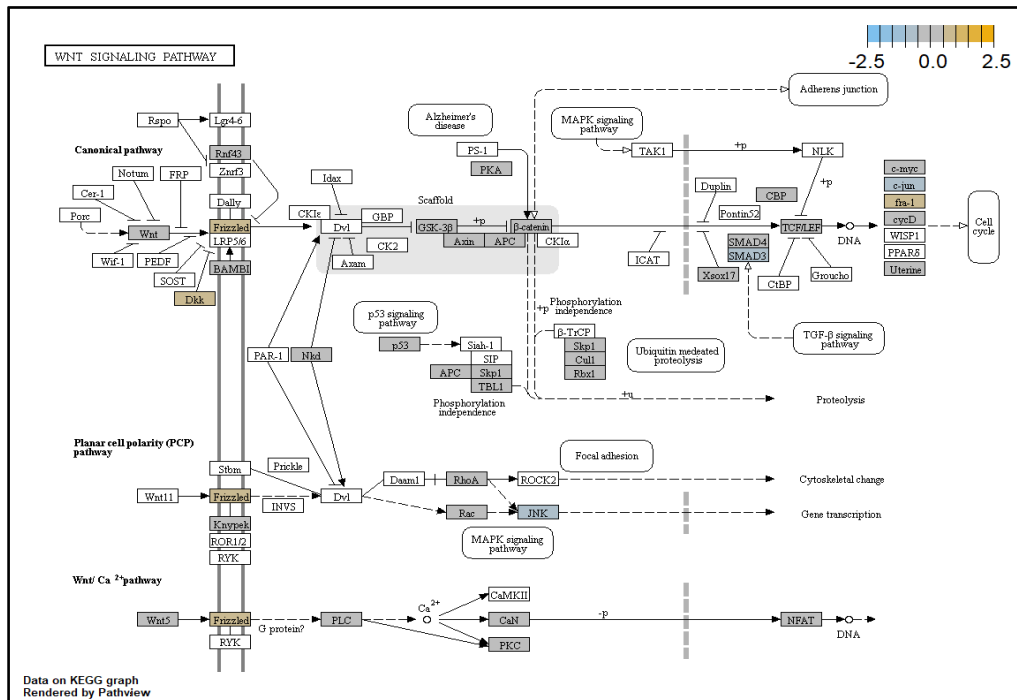 WNT SIGNALING PATHWAY
-2.5 0.0 2.5
Adherens junction
Rspo
Lgr4-6
Alzheimer's
disease
MAPK signaling
pathway
Canonical pathway
Rnf43
Znrf3
PS-1
PKA
TAK1
+p
NLK
Notum
FRP
Cer-1
Porc
Dally
Idax
Scaffold
Duplin
CBP
+p
c-myc
c-jun
fra-1
cycD
WISP1
PPARδ
Uterine
Cell
cycle
Pontin52
Wnt
Frizzled
LRP5/6
CKIε
Dvl
GBP
GSK-3β
+p
β-catenin
Axin
APC
CKIα
CK2
Axam
TCF/LEF
DNA
SMAD4
SMAD3
Wif-1
PEDF
SOST
BAMBI
Dkk
ICAT
Xsox17
CtBP
Groucho
+p
Phosphorylation
independence
p53 signaling
pathway
β-TrCP
Skp1
Cul1
Rbx1
Ubiquitin medeated
proteolysis
TGF-β signaling
pathway
PAR-1
Nkd
p53
Siah-1
SIP
APC
Skp1
TBL1
Phosphorylation
independence
+u
Proteolysis
Planar cell polarity (PCP)
pathway
Stbm
Prickle
Daam1
RhoA
ROCK2
Focal adhesion
Cytoskeletal change
Wnt11
Frizzled
INVS
Dvl
Rac
JNK
Gene transcription
Knypek
ROR1/2
RYK
MAPK signaling
pathway
Wnt/ Ca 2+pathway
CaMKII
Ca2+
Wnt5
Frizzled
G protein?
PLC
CaN
-p
NFAT
DNA
RYK
PKC
Data on KEGG graph
Rendered by Pathview